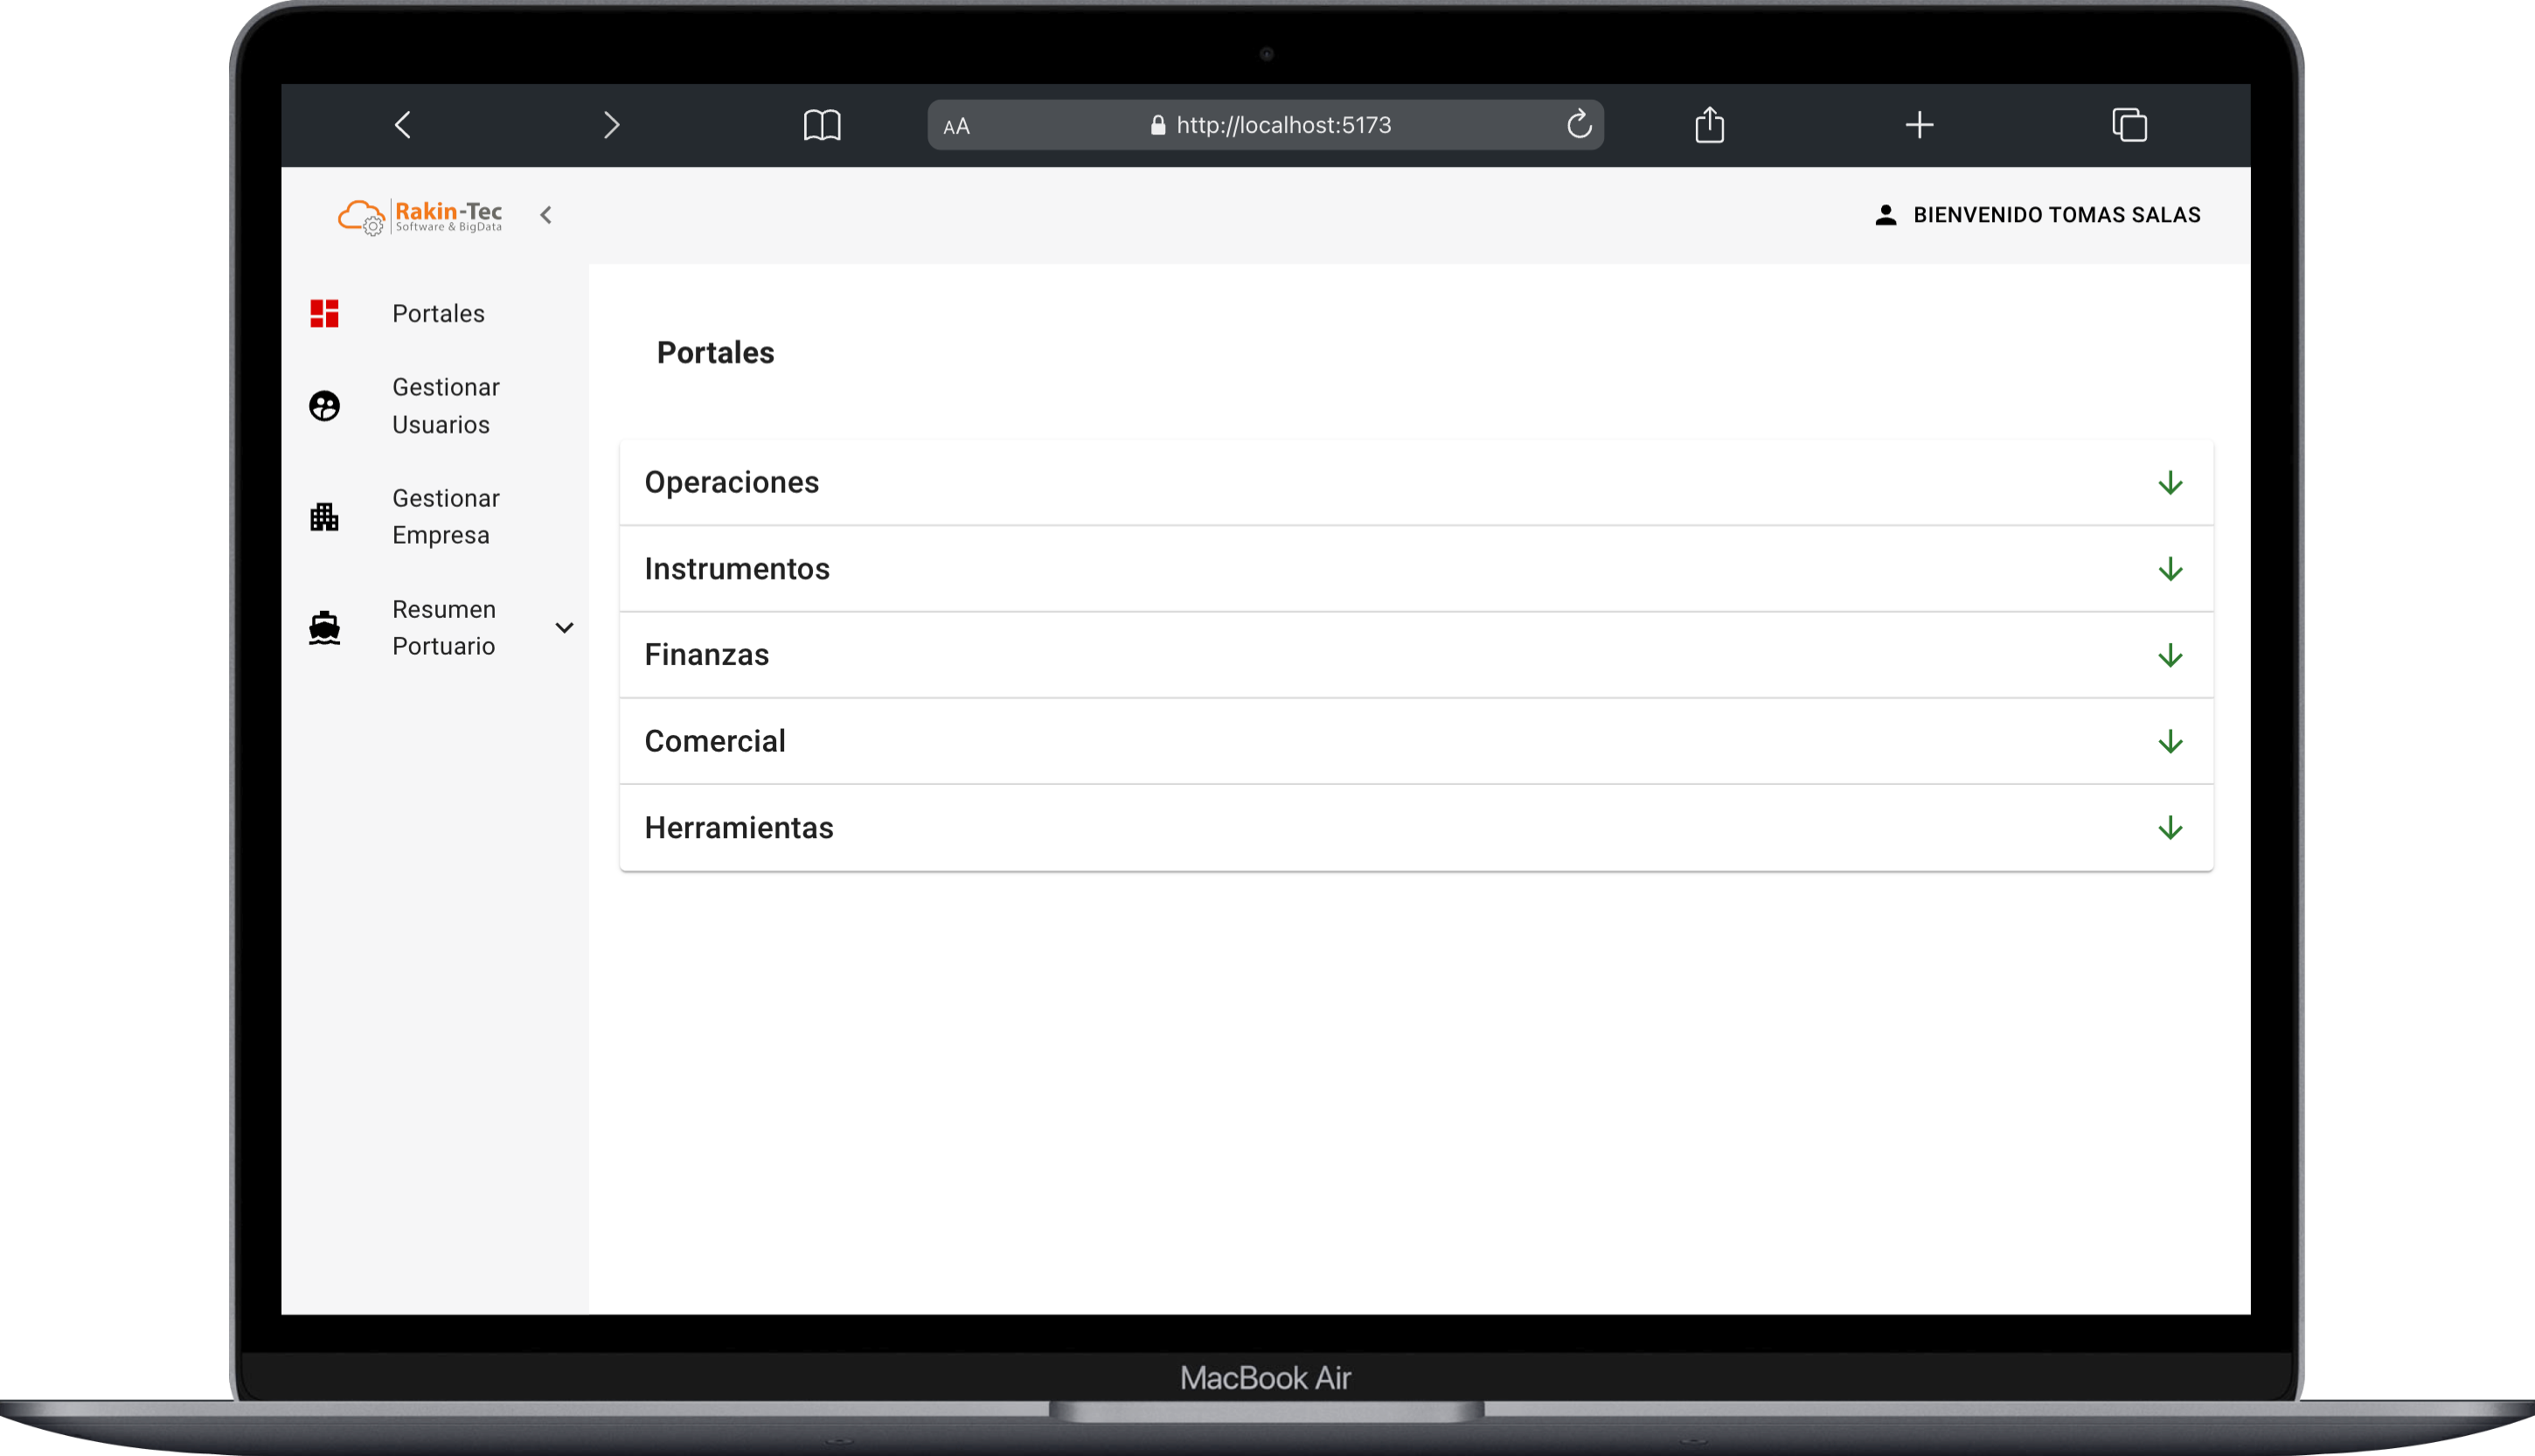 AA
http://localhost:5173
Rakin-Tec
Software & BigData
BIENVENIDO TOMAS SALAS
Portales
Gestionar
Usuarios
Gestionar
Empresa
Resumen
Portuario
Portales
Operaciones
Instrumentos
Finanzas
Comercial
Herramientas
MacBook Air